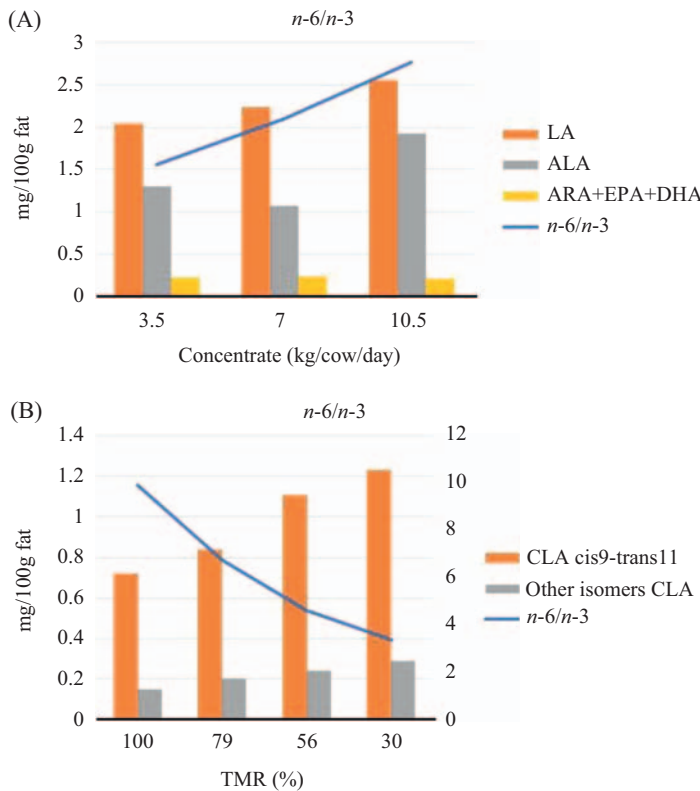 (A)
n-6/n-3
3
2.5
2
1.5
1
0.5
0
mg/100g fat
3.5 7 10.5
Concentrate (kg/cow/day)
LA
ALA
ARA+EPA+DHA
n-6/n-3
(B)
n-6/n-3
1.4
1.2
1
0.8
0.6
0.4
0.2
0
mg/100g fat
12
10
8
6
4
2
0
100 79 56 30
TMR (%)
CLA cis9-trans11
Other isomers CLA
n-6/n-3